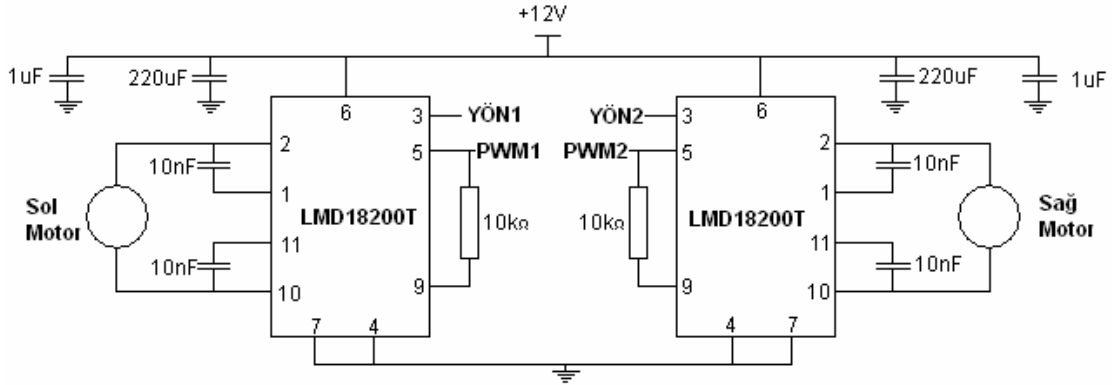 +12V
1uF
220uF
220uF
1uF
6
6
3
YÖN1
YÖN2
3
2
5
PWM1
PWM2
5
2
10nF
10nF
1
1
Sol
Motor
LMD18200T
10kΩ
10kΩ
LMD18200T
Sağ
Motor
11
11
10nF
10nF
10
9
9
10
7
4
4
7